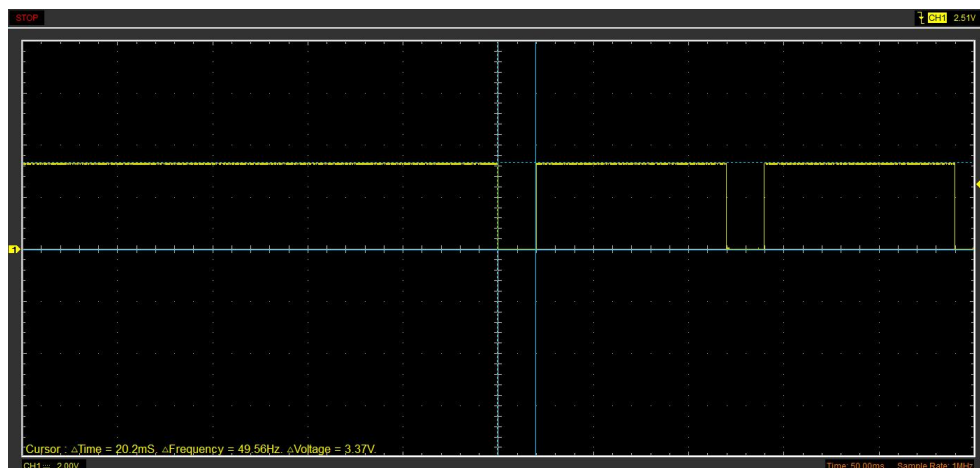 STOP
CH1 2.51V
1
Cursor : △Time = 20.2mS, △Frequency = 49.56Hz. △Voltage = 3.37V.
CH1 2.00V
Time: 50.00ms Sample Rate: 1MHz